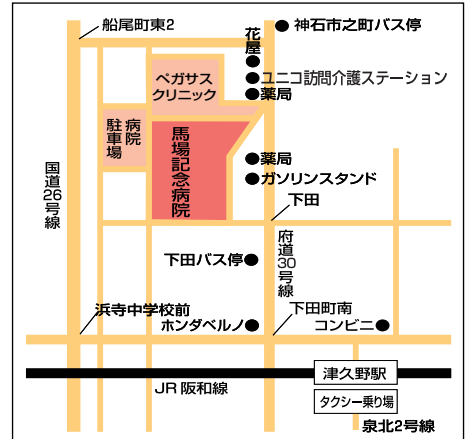 船尾町東2
神石市之町バス停
花屋
ユニコ訪問介護ステーション
薬局
ペガサス
クリニック
病院
駐車場
馬場記念病院
薬局
ガソリンスタンド
国道26号線
下田
府道30号線
下田バス停
浜寺中学校前
ホンダベルノ
下田町南
コンビニ
津久野駅
JR阪和線
タクシー乗り場
泉北2号線